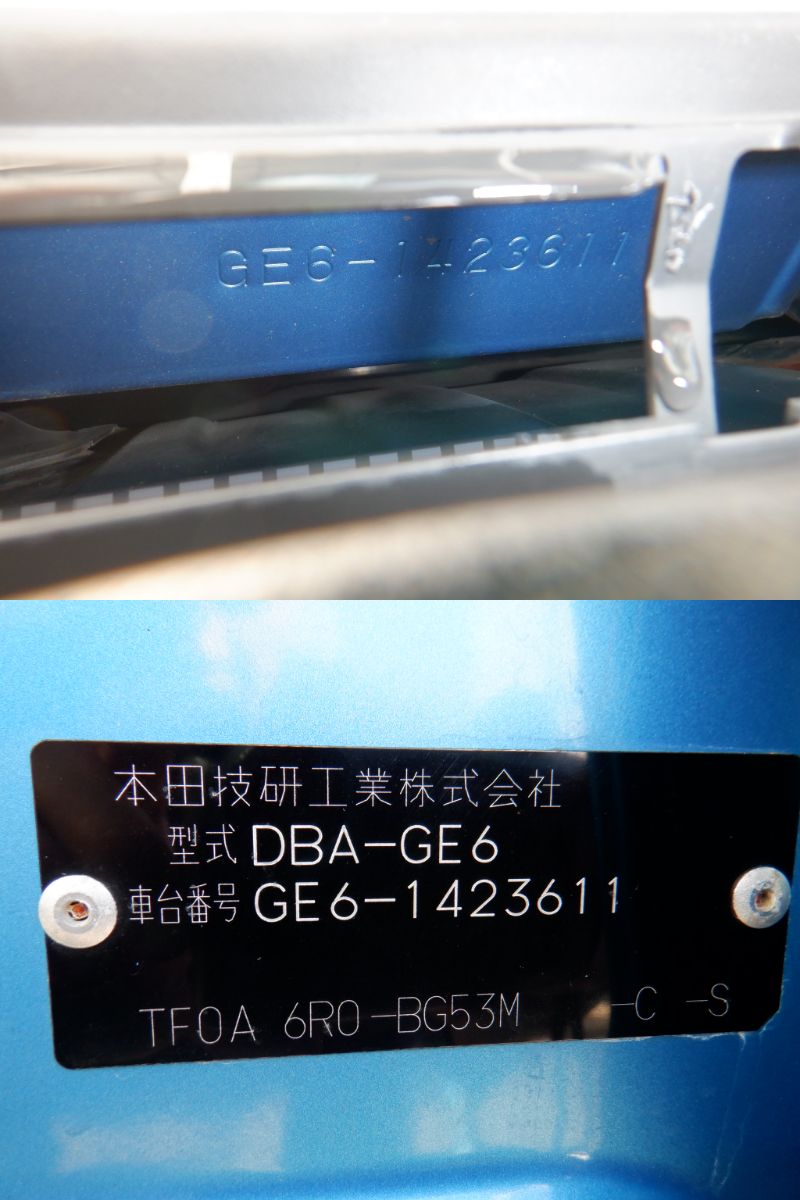 GE6-1423611
本田技研工業株式会社
型式 DBA-GE6
車台番号 GE6-1423611
TF0A 6R0-BG53M -C -S